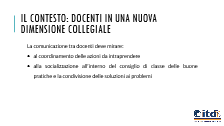 IL CONTESTO: DOCENTI IN UNA NUOVA
DIMENSIONE COLLEGIALE
La comunicazione tra docenti deve mirare:
• al coordinamento delle azioni da intraprendere
• alla socializzazione all'interno del consiglio di classe delle buone
pratiche e la condivisione delle soluzioni ai problemi
citd